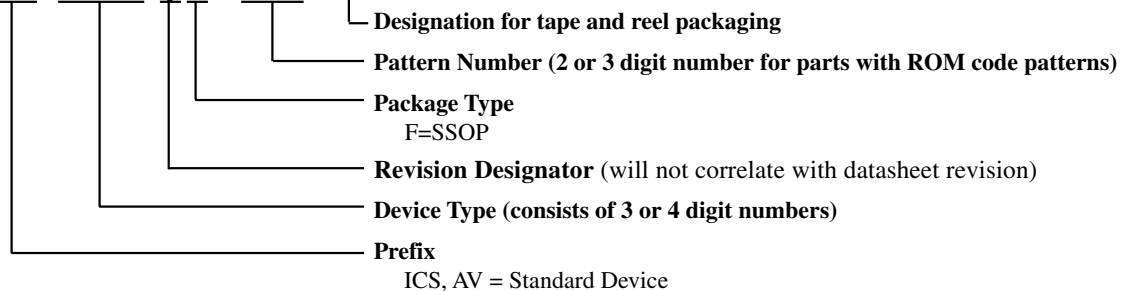 Designation for tape and reel packaging
Pattern Number (2 or 3 digit number for parts with ROM code patterns)
Package Type
F=SSOP
Revision Designator (will not correlate with datasheet revision)
Device Type (consists of 3 or 4 digit numbers)
Prefix
ICS, AV = Standard Device